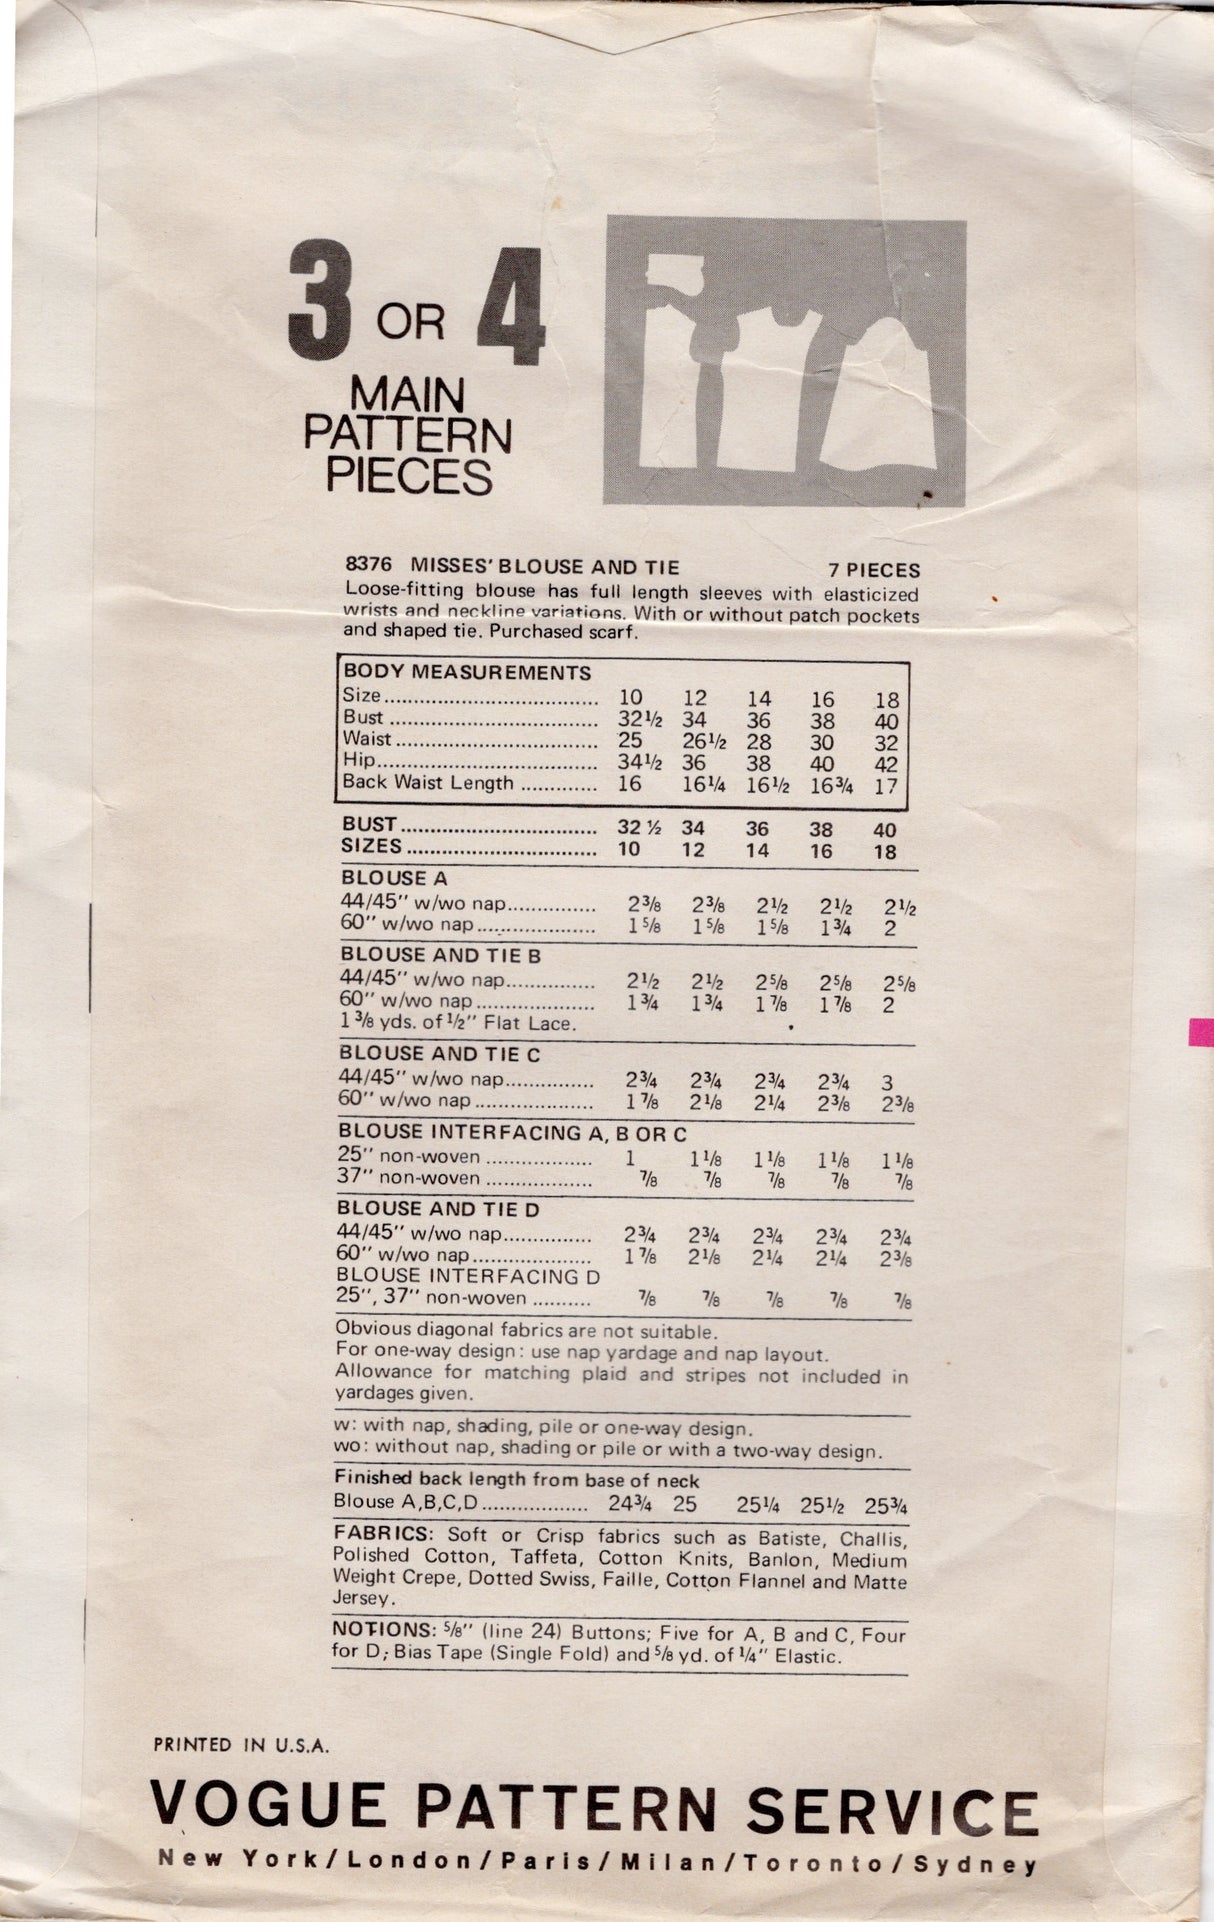 3 OR 4
MAIN
PATTERN
PIECES
8376 MISSES' BLOUSE AND TIE 7 PIECES
Loose-fitting blouse has full length sleeves with elasticized
wrists and neckline variations. With or without patch pockets
and shaped tie. Purchased scarf.
BODY MEASUREMENTS
Size.................................... 10 12 14 16 18
Bust ................................... 32½ 34 36 38 40
Waist .................................. 25 26½ 28 30 32
Hip..................................... 34½ 36 38 40 42
Back Waist Length ............. 16 16¼ 16½ 16¾ 17
BUST ................................. 32 ½ 34 36 38 40
SIZES ................................ 10 12 14 16 18
BLOUSE A
44/45" w/wo nap............... 2⅜ 2⅜ 2½ 2½ 2½
60" w/wo nap .................... 1⅝ 1⅝ 1⅝ 1¾ 2
BLOUSE AND TIE B
44/45" w/wo nap............... 2½ 2½ 2⅝ 2⅝ 2⅝
60" w/wo nap .................... 1¾ 1¾ 1⅞ 1⅞ 2
1⅜ yds. of ½" Flat Lace.
BLOUSE AND TIE C
44/45" w/wo nap............... 2¾ 2¾ 2¾ 2¾ 3
60" w/wo nap .................... 1⅞ 2⅛ 2¼ 2⅜ 2⅜
BLOUSE INTERFACING A, B OR C
25" non-woven .................. 1 1⅛ 1⅛ 1⅛ 1⅛
37" non-woven .................. ⅞ ⅞ ⅞ ⅞ ⅞
BLOUSE AND TIE D
44/45" w/wo nap............... 2¾ 2¾ 2¾ 2¾ 2¾
60" w/wo nap .................... 1⅞ 2⅛ 2¼ 2¼ 2⅜
BLOUSE INTERFACING D
25", 37" non-woven .......... ⅞ ⅞ ⅞ ⅞ ⅞
Obvious diagonal fabrics are not suitable.
For one-way design: use nap yardage and nap layout.
Allowance for matching plaid and stripes not included in
yardages given.
w: with nap, shading, pile or one-way design.
wo: without nap, shading or pile or with a two-way design.
Finished back length from base of neck
Blouse A,B,C,D .................. 24¾ 25 25¼ 25½ 25¾
FABRICS: Soft or Crisp fabrics such as Batiste, Challis,
Polished Cotton, Taffeta, Cotton Knits, Banlon, Medium
Weight Crepe, Dotted Swiss, Faille, Cotton Flannel and Matte
Jersey.
NOTIONS: ⅝" (line 24) Buttons; Five for A, B and C, Four
for D; Bias Tape (Single Fold) and ⅝ yd. of ¼" Elastic.
PRINTED IN U.S.A.
VOGUE PATTERN SERVICE
New York/London/Paris/Milan/Toronto/Sydney